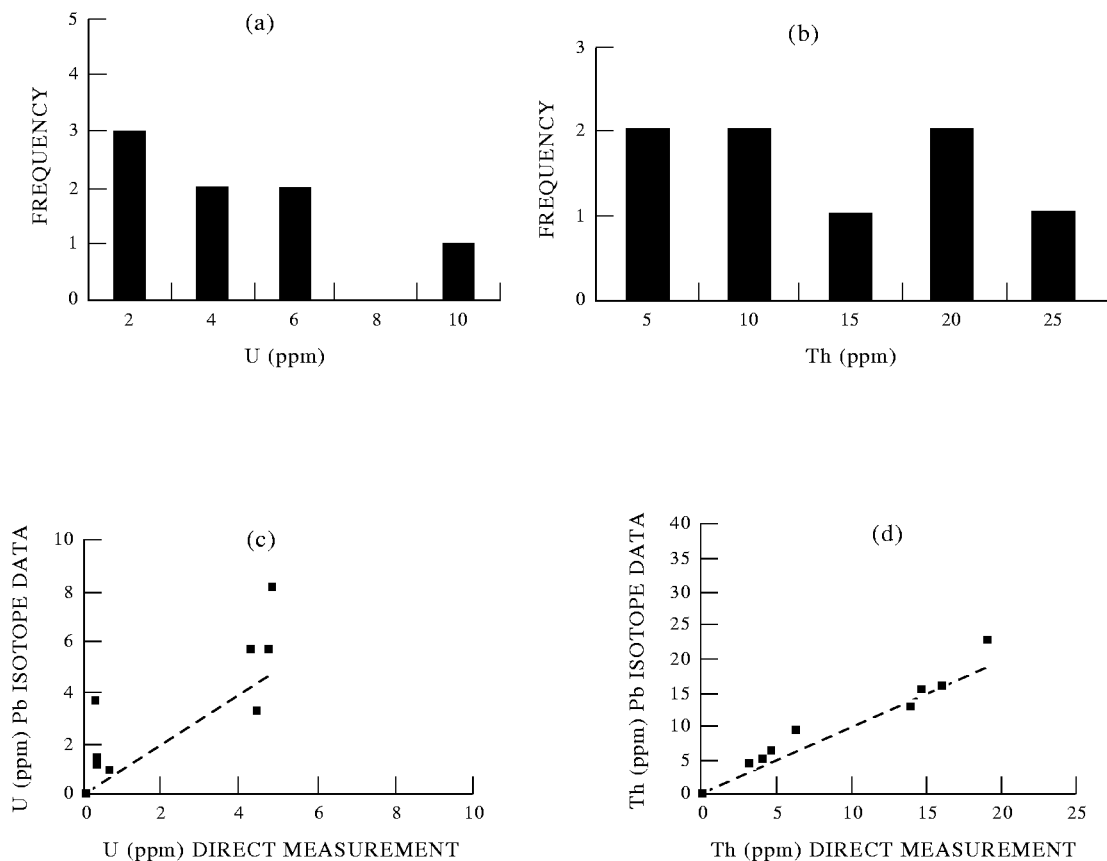 (a)
5
4
3
2
1
0
FREQUENCY
2 4 6 8 10
U (ppm)
(b)
3
2
1
0
FREQUENCY
5 10 15 20 25
Th (ppm)
(c)
10
8
6
4
2
0
U (ppm) Pb ISOTOPE DATA
0 2 4 6 8 10
U (ppm) DIRECT MEASUREMENT
(d)
40
35
30
25
20
15
10
5
0
Th (ppm) Pb ISOTOPE DATA
0 5 10 15 20 25
Th (ppm) DIRECT MEASUREMENT